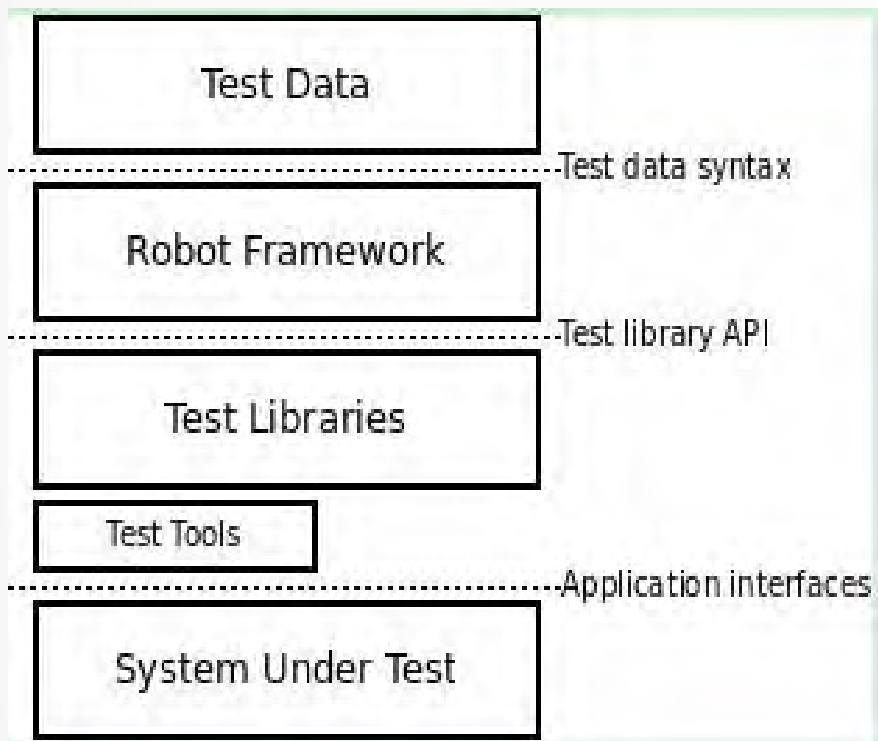 Test Data
Test data syntax
Robot Framework
Test library API
Test Libraries
Test Tools
Application interfaces
System Under Test